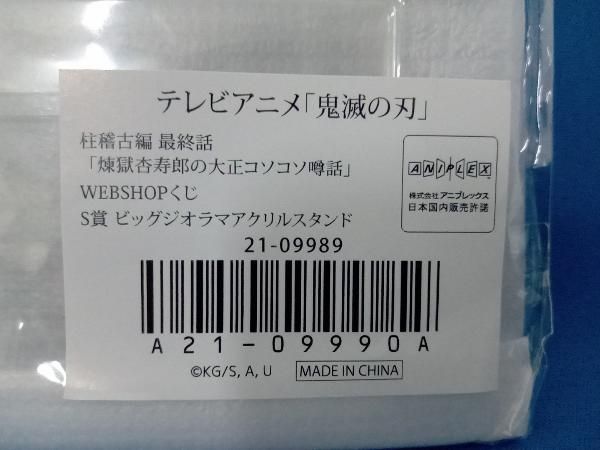 テレビアニメ「鬼滅の刃」
柱稽古編 最終話
「煉獄杏寿郎の大正コソコソ噂話」
WEBSHOPくじ
S賞 ビッグジオラマアクリルスタンド
ANIPLEX
株式会社 アニプレックス
日本国内販売許諾
21-09989
A21-09990A
©KG/S, A, U
MADE IN CHINA